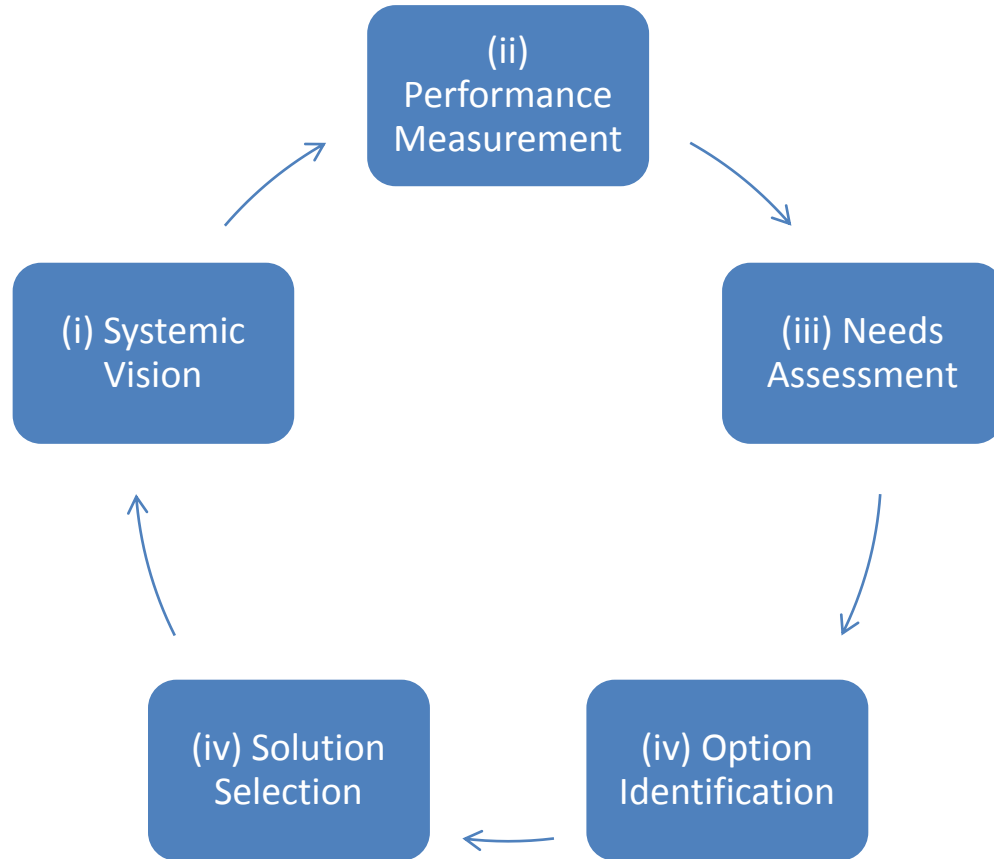 (ii)
Performance
Measurement
(i) Systemic
Vision
(iii) Needs
Assessment
(iv) Solution
Selection
(iv) Option
Identification